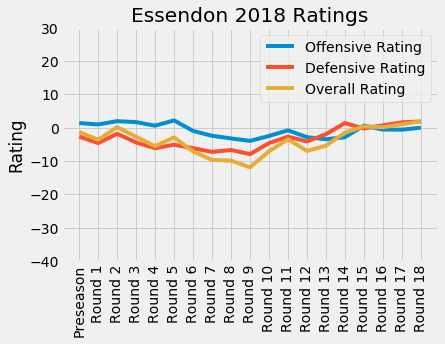 Essendon 2018 Ratings
Offensive Rating
Defensive Rating
Overall Rating
Rating
30
20
10
0
−10
−20
−30
−40
Preseason
Round 1
Round 2
Round 3
Round 4
Round 5
Round 6
Round 7
Round 8
Round 9
Round 10
Round 11
Round 12
Round 13
Round 14
Round 15
Round 16
Round 17
Round 18